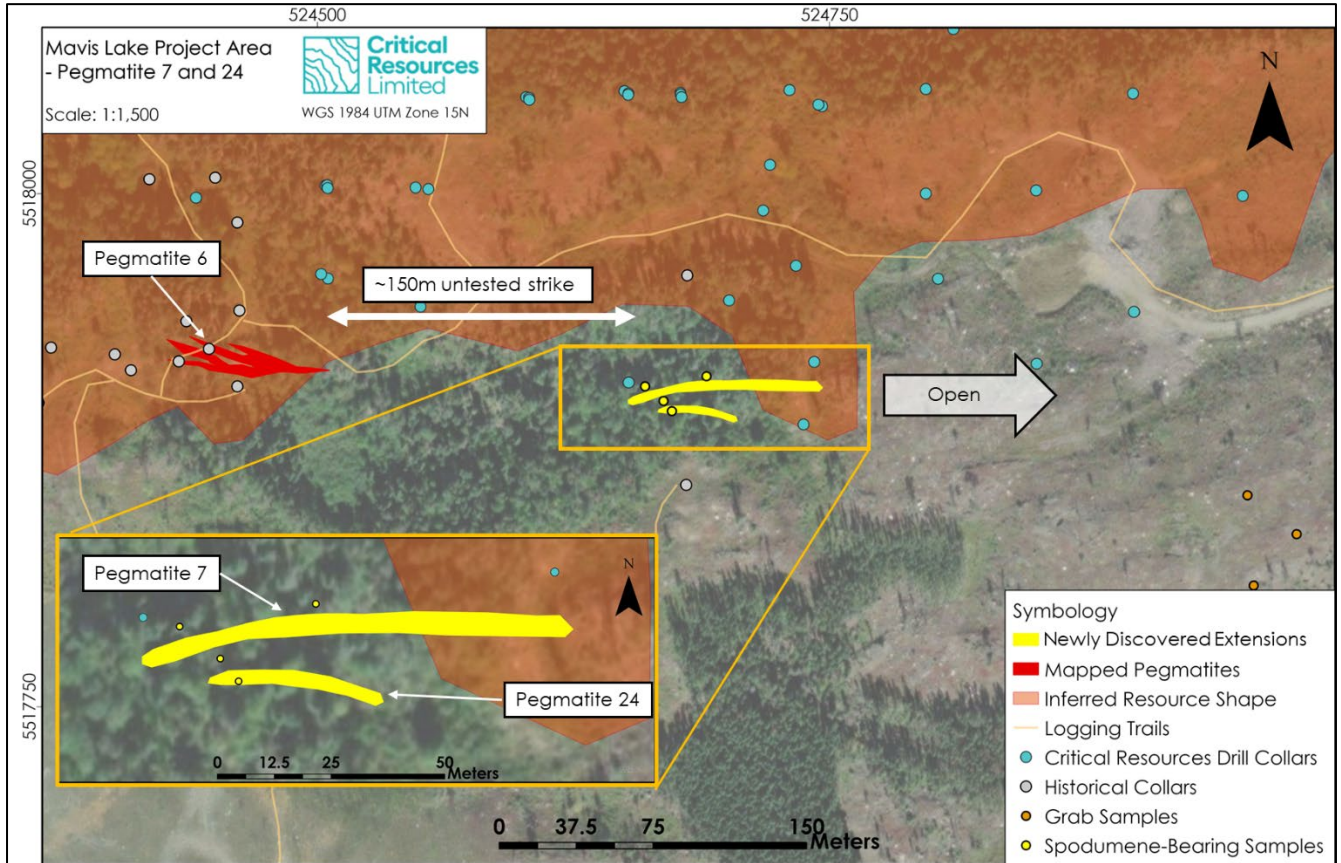 524500
524750
Mavis Lake Project Area
- Pegmatite 7 and 24
Scale: 1:1,500
Critical
Resources
Limited
WGS 1984 UTM Zone 15N
N
5518000
Pegmatite 6
~150m untested strike
Open
5517750
Pegmatite 7
N
Pegmatite 24
0 12.5 25 50
Meters
0 37.5 75 150
Meters
Symbology
Newly Discovered Extensions
Mapped Pegmatites
Inferred Resource Shape
Logging Trails
Critical Resources Drill Collars
Historical Collars
Grab Samples
Spodumene-Bearing Samples